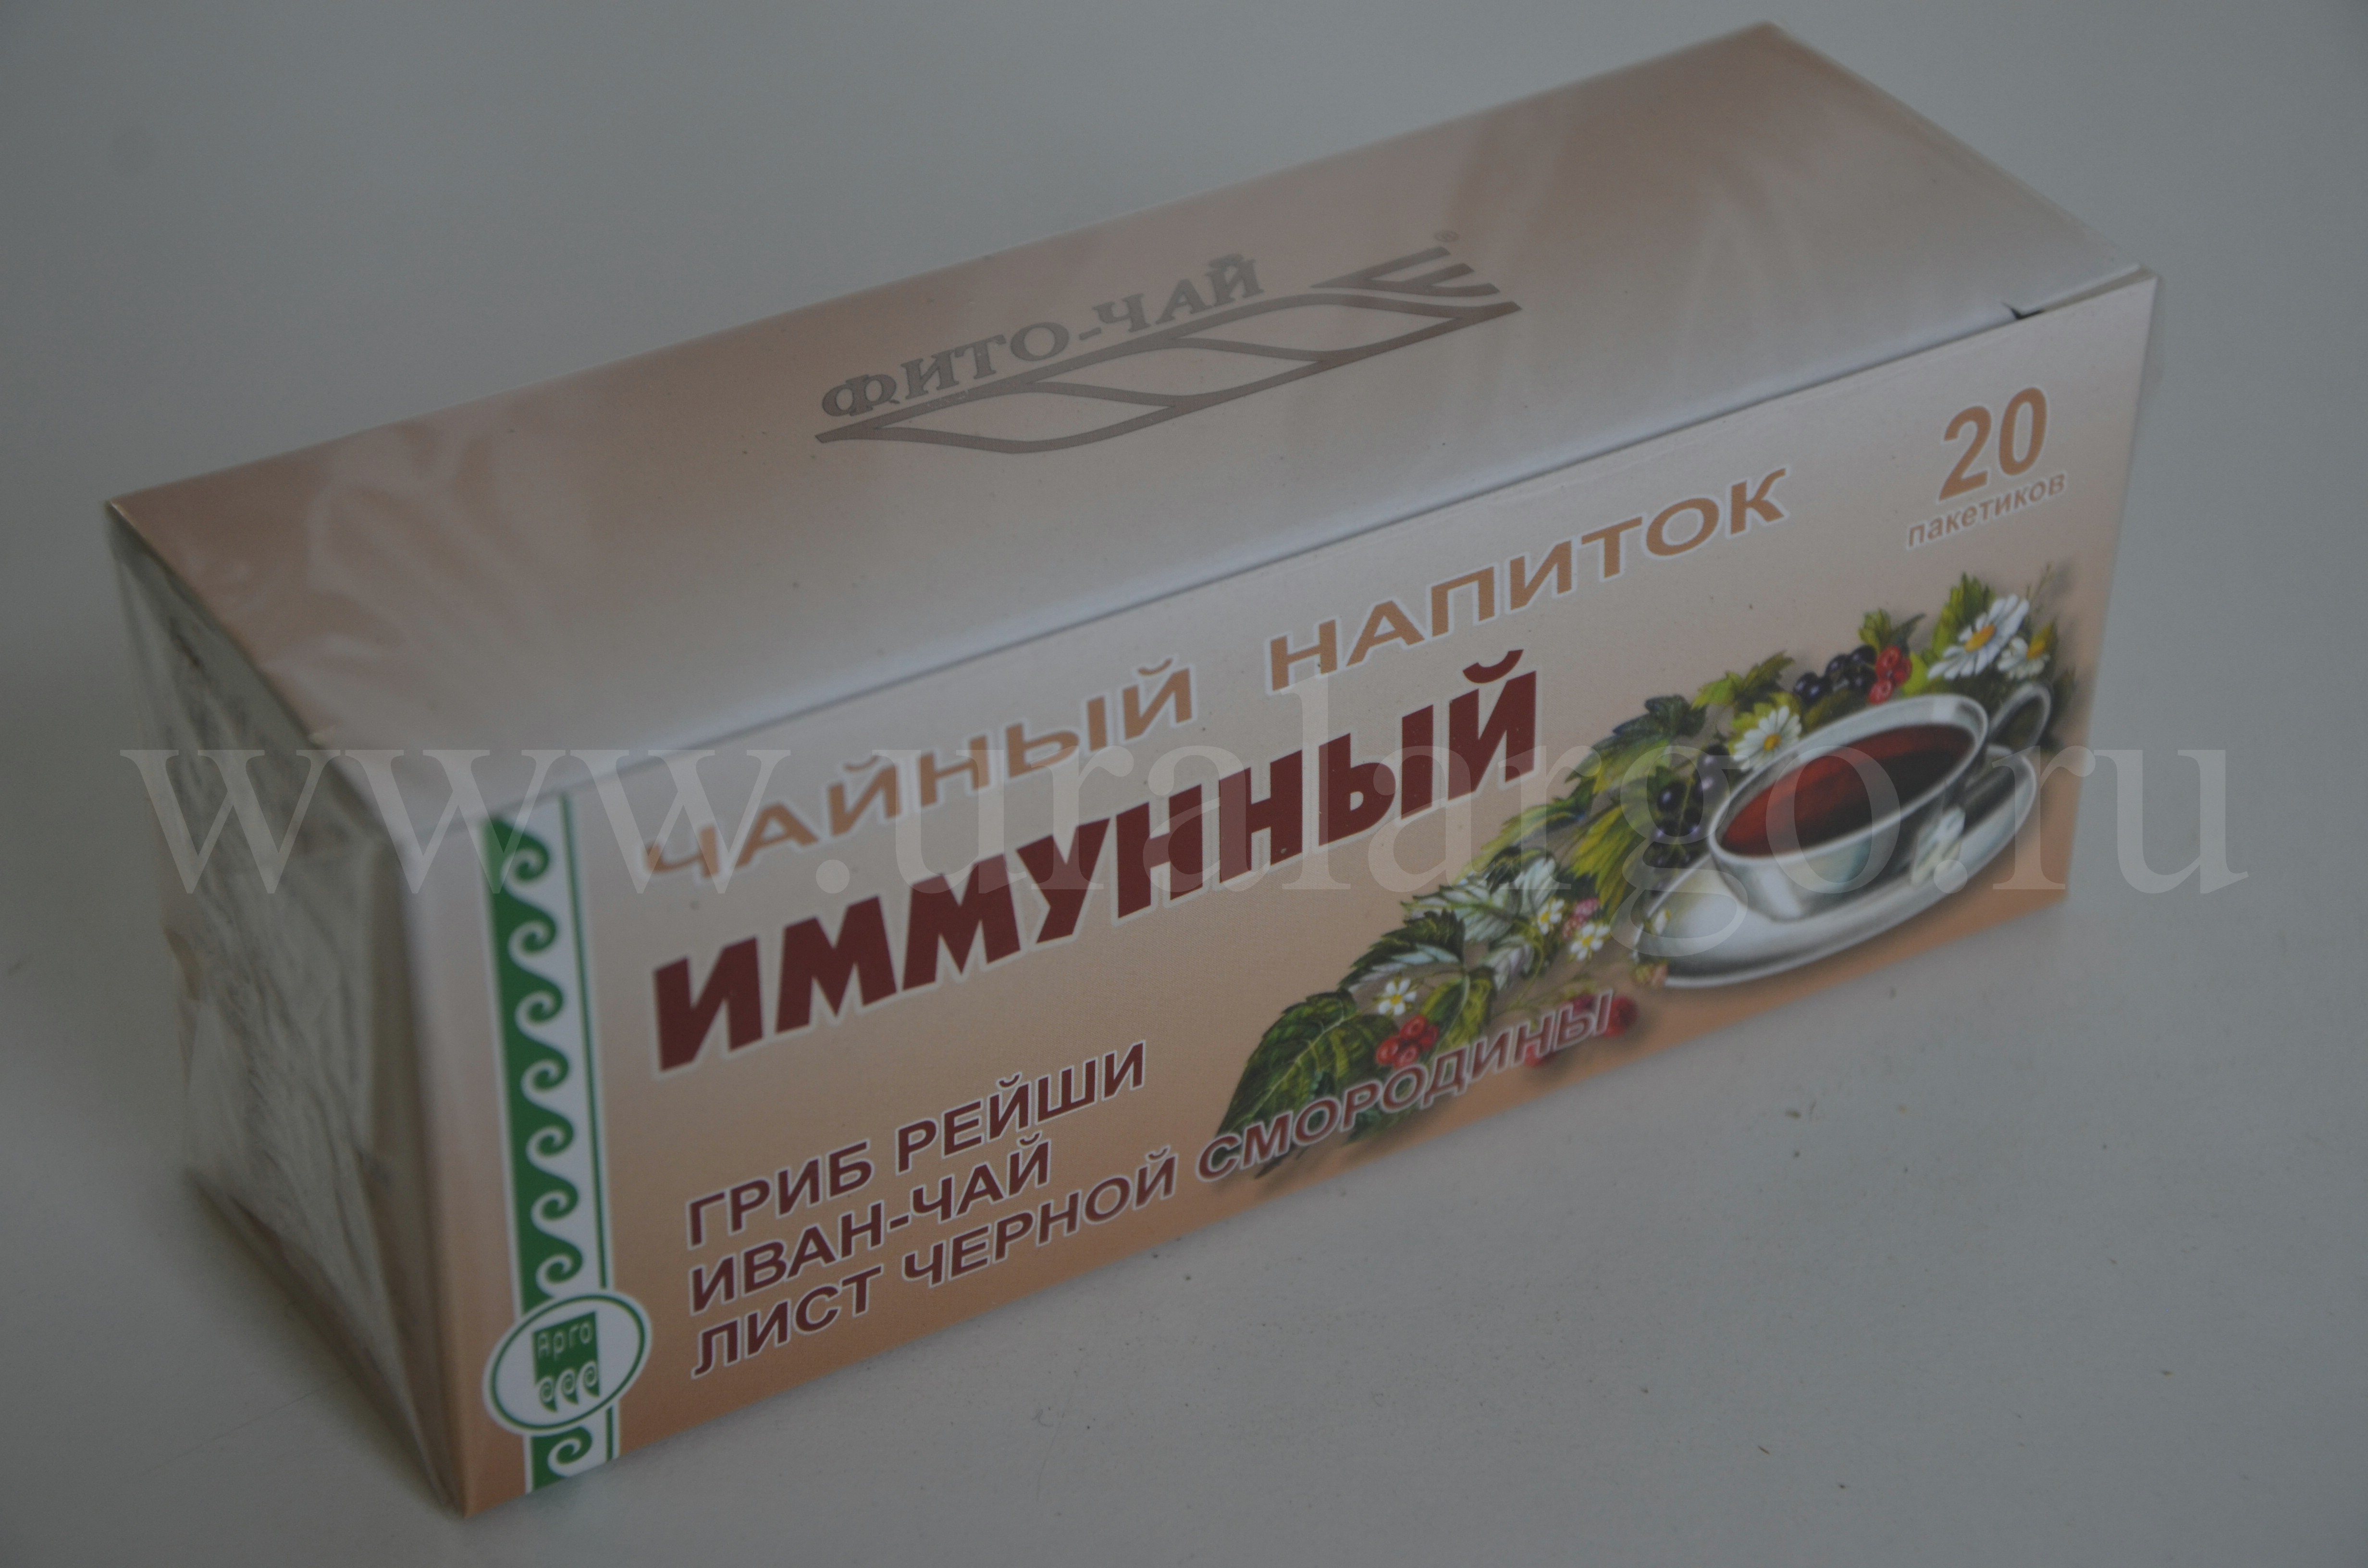 ФИТО-ЧАЙ®
20
пакетиков
ЧАЙНЫЙ НАПИТОК
ИММУННЫЙ
ГРИБ РЕЙШИ
ИВАН-ЧАЙ
ЛИСТ ЧЕРНОЙ СМОРОДИНЫ
Арго
www.uralargo.ru